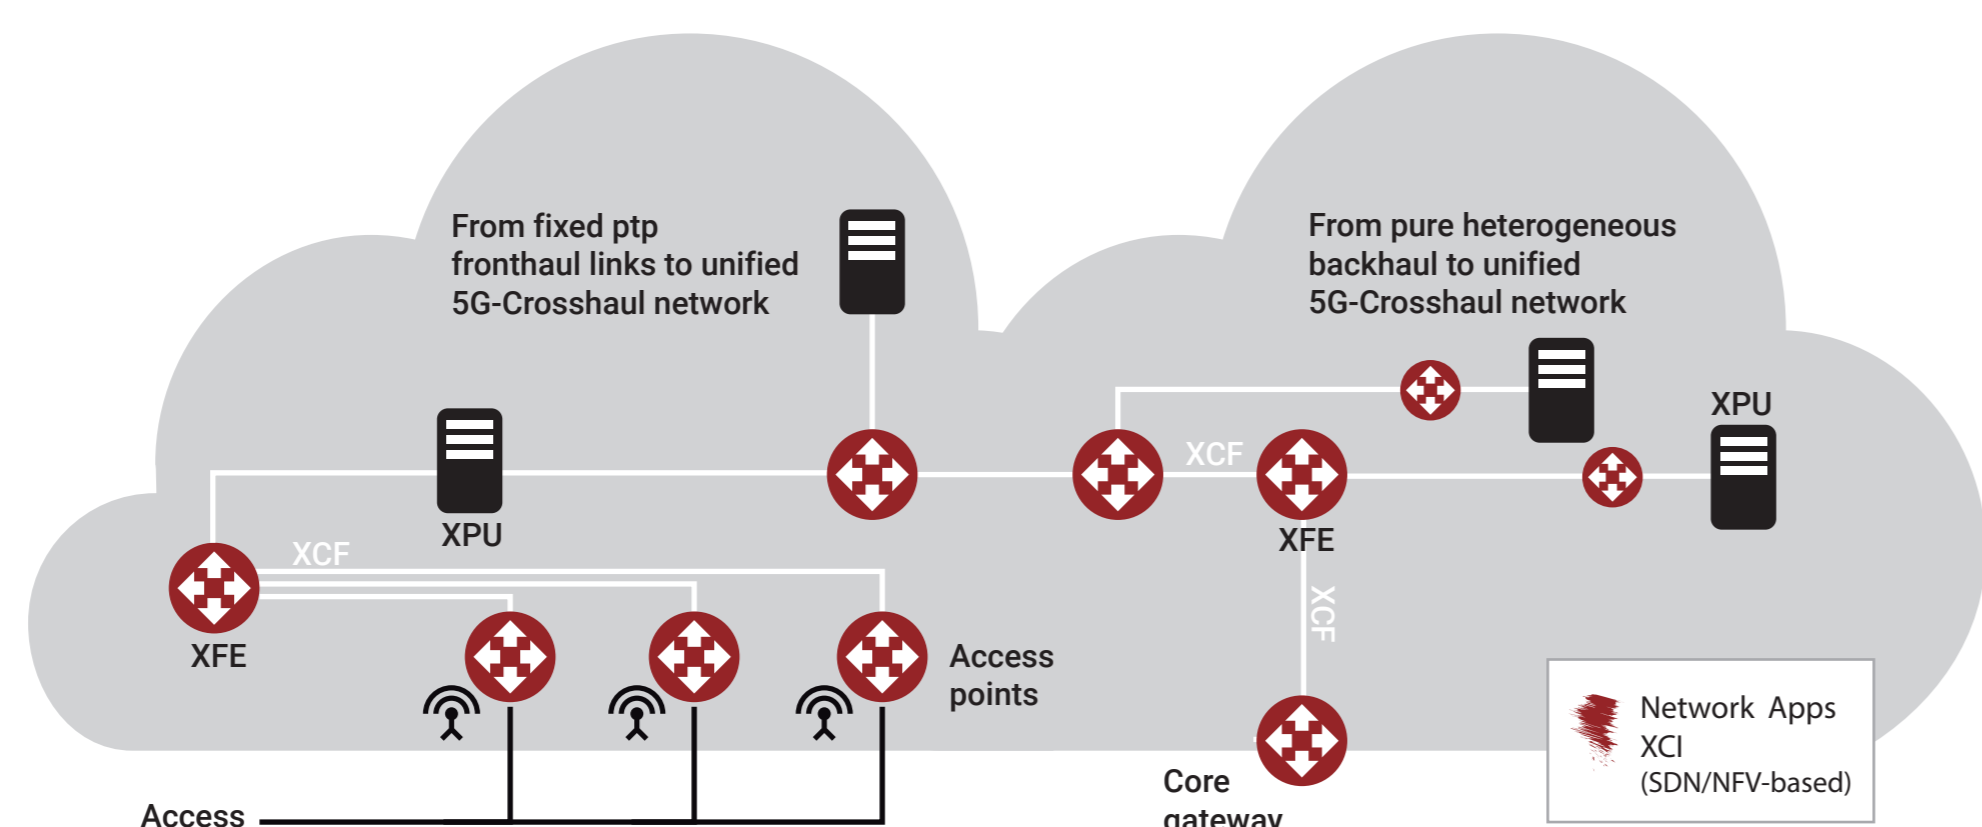 From fixed ptp
fronthaul links to unified
5G-Crosshaul network
From pure heterogeneous
backhaul to unified
5G-Crosshaul network
XPU
XCF
XPU
XFE
XCF
XCF
XFE
Access
points
Network Apps
XCI
(SDN/NFV-based)
Core
gateway
Access